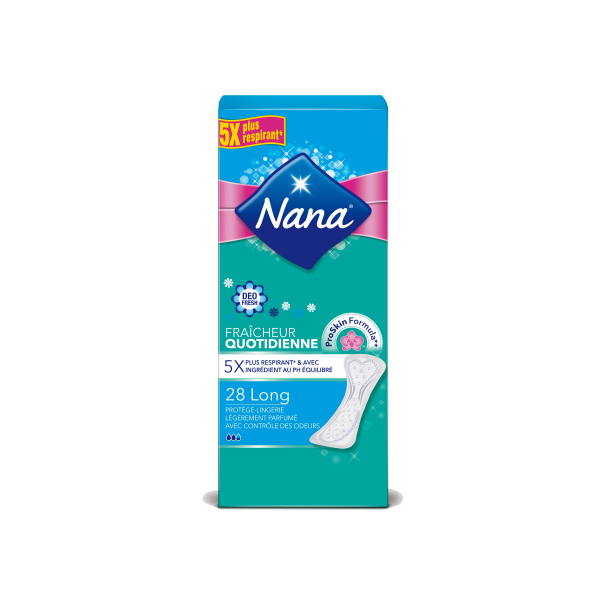 5X plus
respirant*
Nana®
DEO
FRESH
FRAÎCHEUR
QUOTIDIENNE
ProSkin Formula**
5X PLUS RESPIRANT* & AVEC
INGRÉDIENT AU PH ÉQUILIBRÉ
28 Long
PROTÈGE-LINGERIE
LÉGÈREMENT PARFUMÉ
AVEC CONTRÔLE DES ODEURS